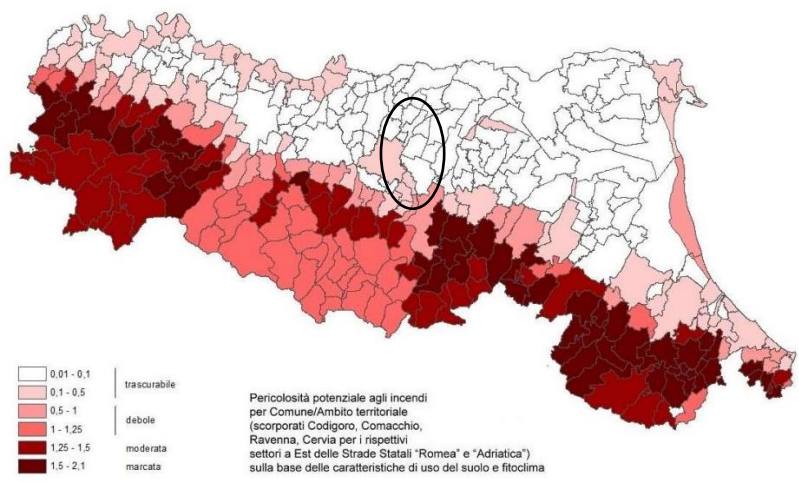 0,01 - 0,1
0,1 - 0,5
trascurabile
0,5 - 1
1 - 1,25
debole
1,25 - 1,5 moderata
1,5 - 2,1 marcata
Pericolosità potenziale agli incendi
per Comune/Ambito territoriale
(scorporati Codigoro, Comacchio,
Ravenna, Cervia per i rispettivi
settori a Est delle Strade Statali "Romea" e "Adriatica")
sulla base delle caratteristiche di uso del suolo e fitoclima